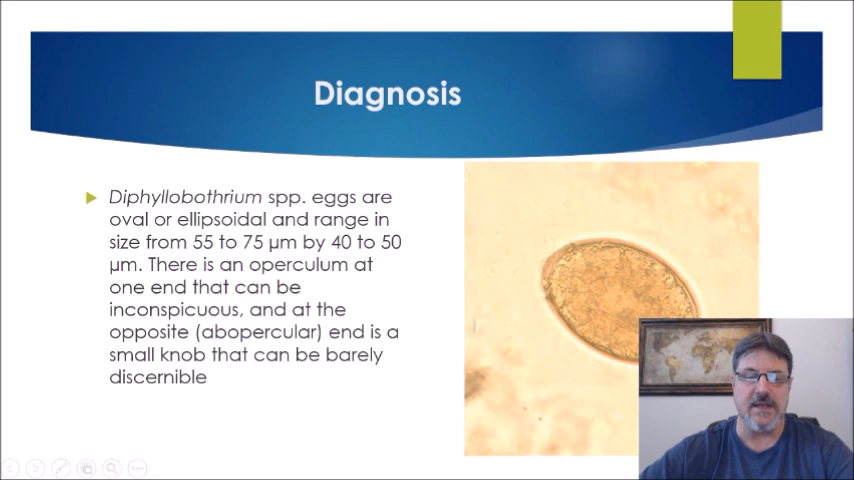 Diagnosis
Diphyllobothrium spp. eggs are
oval or ellipsoidal and range in
size from 55 to 75 µm by 40 to 50
µm. There is an operculum at
one end that can be
inconspicuous, and at the
opposite (abopercular) end is a
small knob that can be barely
discernible